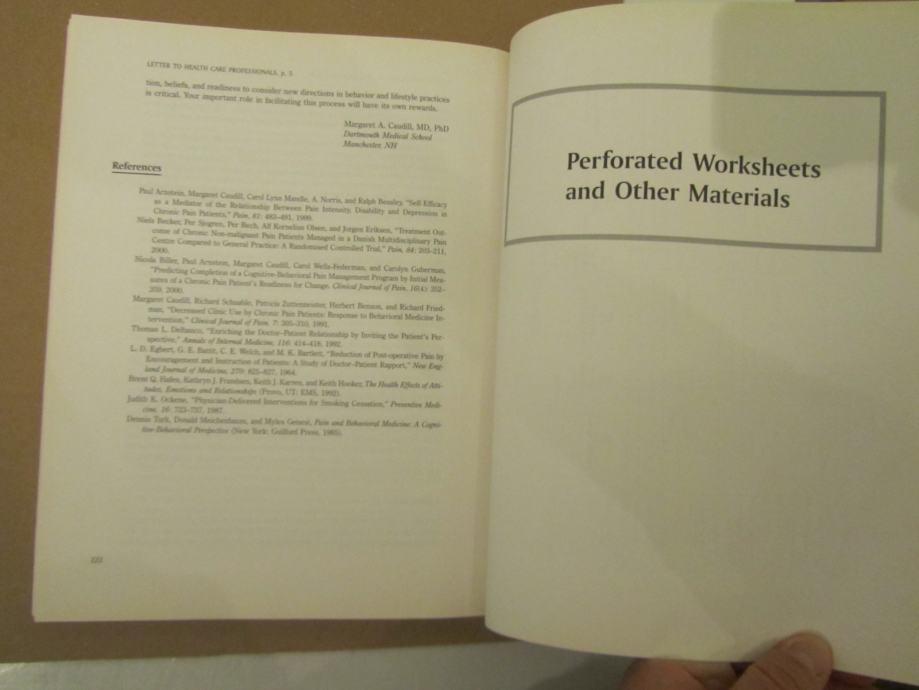 LETTER TO HEALTH CARE PROFESSIONALS, p. 5
tion, beliefs, and readiness to consider new directions in behavior and lifestyle practices
is critical. Your important role in facilitating this process will have its own rewards.
Margaret A. Caudill, MD, PhD
Dartmouth Medical School
Manchester, NH
References
Paul Arnstein, Margaret Caudill, Carol Lynn Mandle, A. Norris, and Ralph Beasley, "Self Efficacy
as a Mediator of the Relationship Between Pain Intensity, Disability and Depression in
Chronic Pain Patients," Pain, 81: 483–491, 1999.
Niels Becker, Per Sjogren, Per Bech, Alf Kornelius Olsen, and Jorgen Eriksen, "Treatment Out-
come of Chronic Non-malignant Pain Patients Managed in a Danish Multidisciplinary Pain
Centre Compared to General Practice: A Randomised Controlled Trial," Pain, 84: 203–211,
2000.
Nicola Biller, Paul Arnstein, Margaret Caudill, Carol Wells-Federman, and Carolyn Guberman,
"Predicting Completion of a Cognitive-Behavioral Pain Management Program by Initial Mea-
sures of a Chronic Pain Patient's Readiness for Change, Clinical Journal of Pain, 16(4): 352–
359, 2000.
Margaret Caudill, Richard Schnable, Patricia Zuttermeister, Herbert Benson, and Richard Fried-
man, "Decreased Clinic Use by Chronic Pain Patients: Response to Behavioral Medicine In-
tervention," Clinical Journal of Pain, 7: 305–310, 1991.
Thomas L. Delbanco, "Enriching the Doctor–Patient Relationship by Inviting the Patient's Per-
spective," Annals of Internal Medicine, 116: 414–418, 1992.
L. D. Egbert, G. E. Battit, C. E. Welch, and M. K. Bartlett, "Reduction of Post-operative Pain by
Encouragement and Instruction of Patients: A Study of Doctor–Patient Rapport," New Eng-
land Journal of Medicine, 270: 825–827, 1964.
Brent Q. Hafen, Kathryn J. Frandsen, Keith J. Karren, and Keith Hooker, The Health Effects of Atti-
tudes, Emotions and Relationships (Provo, UT: EMS, 1992).
Judith K. Ockene, "Physician-Delivered Interventions for Smoking Cessation," Preventive Medi-
cine, 16: 723–737, 1987.
Dennis Turk, Donald Meichenbaum, and Myles Genest, Pain and Behavioral Medicine: A Cogni-
tive-Behavioral Perspective (New York: Guilford Press, 1983).
222
Perforated Worksheets
and Other Materials